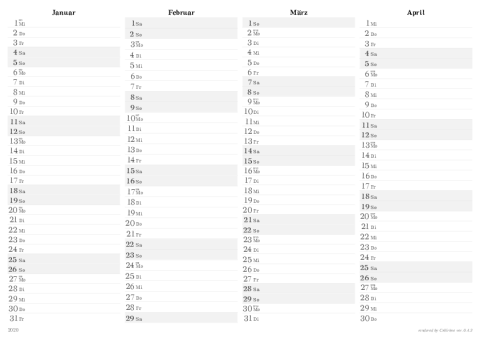 Januar
1 Mi
2 Do
3 Fr
4 Sa
5 So
6 Mo
7 Di
8 Mi
9 Do
10 Fr
11 Sa
12 So
13 Mo
14 Di
15 Mi
16 Do
17 Fr
18 Sa
19 So
20 Mo
21 Di
22 Mi
23 Do
24 Fr
25 Sa
26 So
27 Mo
28 Di
29 Mi
30 Do
31 Fr
Februar
1 Sa
2 So
3 Mo
4 Di
5 Mi
6 Do
7 Fr
8 Sa
9 So
10 Mo
11 Di
12 Mi
13 Do
14 Fr
15 Sa
16 So
17 Mo
18 Di
19 Mi
20 Do
21 Fr
22 Sa
23 So
24 Mo
25 Di
26 Mi
27 Do
28 Fr
29 Sa
März
1 So
2 Mo
3 Di
4 Mi
5 Do
6 Fr
7 Sa
8 So
9 Mo
10 Di
11 Mi
12 Do
13 Fr
14 Sa
15 So
16 Mo
17 Di
18 Mi
19 Do
20 Fr
21 Sa
22 So
23 Mo
24 Di
25 Mi
26 Do
27 Fr
28 Sa
29 So
30 Mo
31 Di
April
1 Mi
2 Do
3 Fr
4 Sa
5 So
6 Mo
7 Di
8 Mi
9 Do
10 Fr
11 Sa
12 So
13 Mo
14 Di
15 Mi
16 Do
17 Fr
18 Sa
19 So
20 Mo
21 Di
22 Mi
23 Do
24 Fr
25 Sa
26 So
27 Mo
28 Di
29 Mi
30 Do